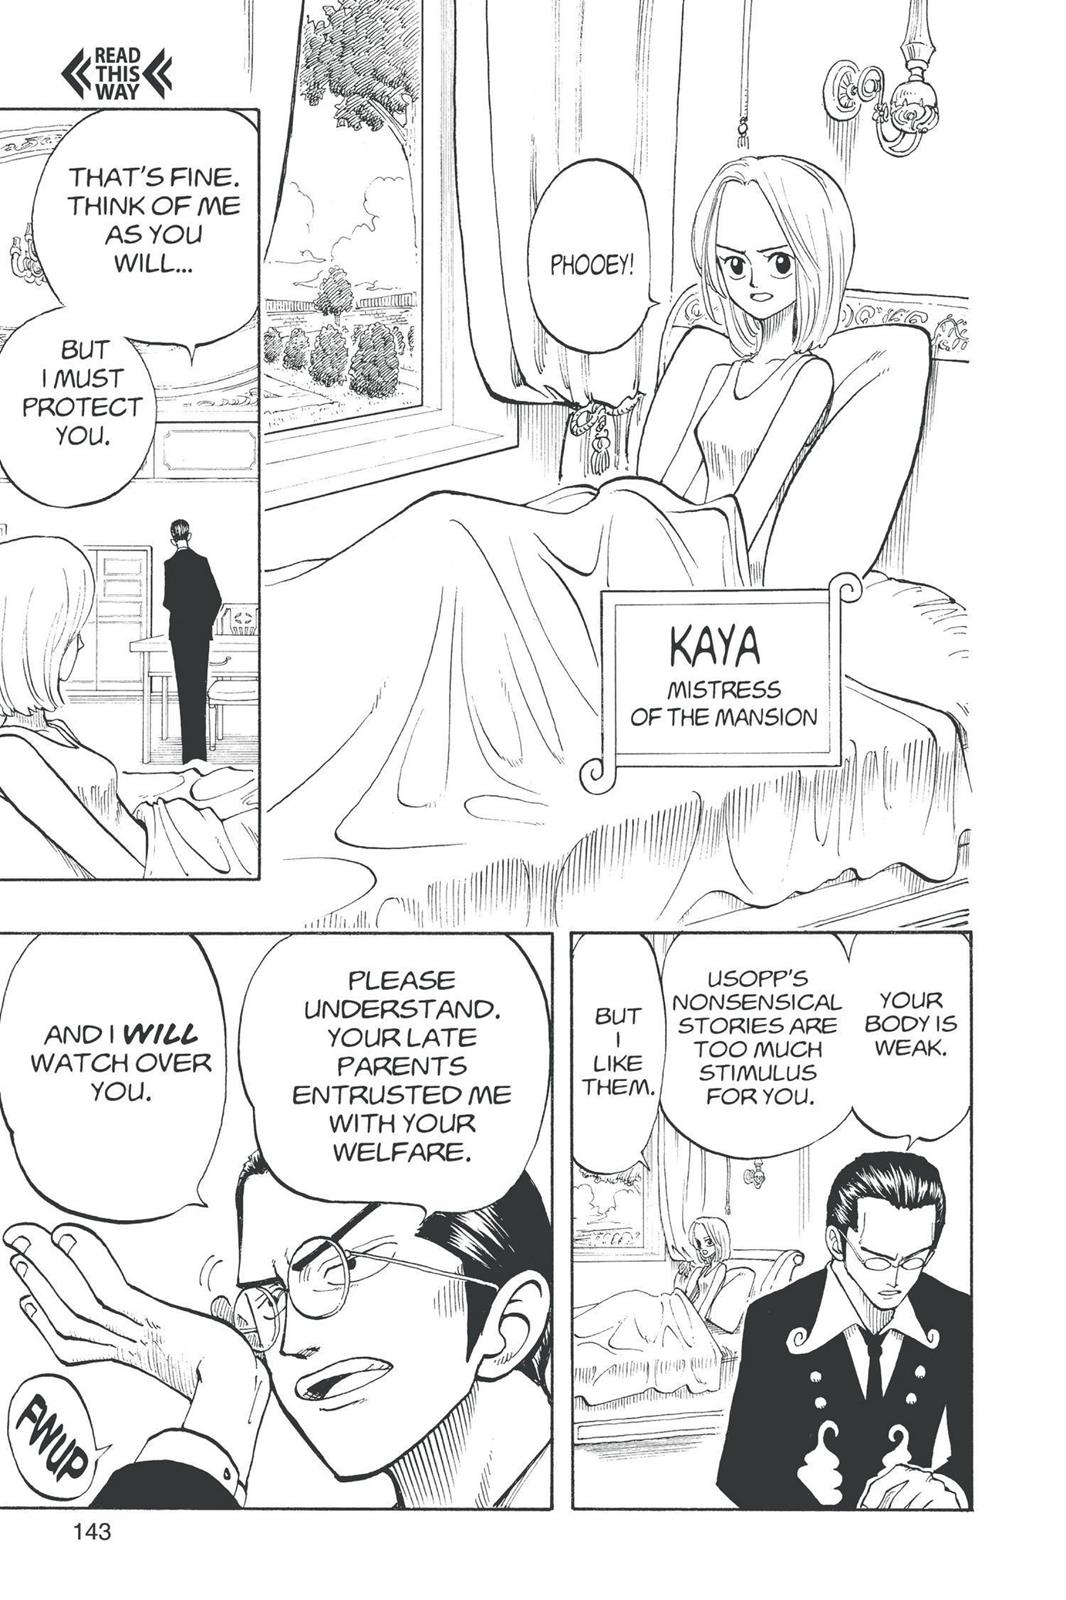 READ
THIS
WAY
PHOOEY!
KAYA
MISTRESS
OF THE MANSION
THAT'S FINE.
THINK OF ME
AS YOU
WILL...
BUT
I MUST
PROTECT
YOU.
YOUR
BODY IS
WEAK.
USOPP'S
NONSENSICAL
STORIES ARE
TOO MUCH
STIMULUS
FOR YOU.
BUT
I
LIKE
THEM.
PLEASE
UNDERSTAND.
YOUR LATE
PARENTS
ENTRUSTED ME
WITH YOUR
WELFARE.
AND I WILL
WATCH OVER
YOU.
FWUP
143